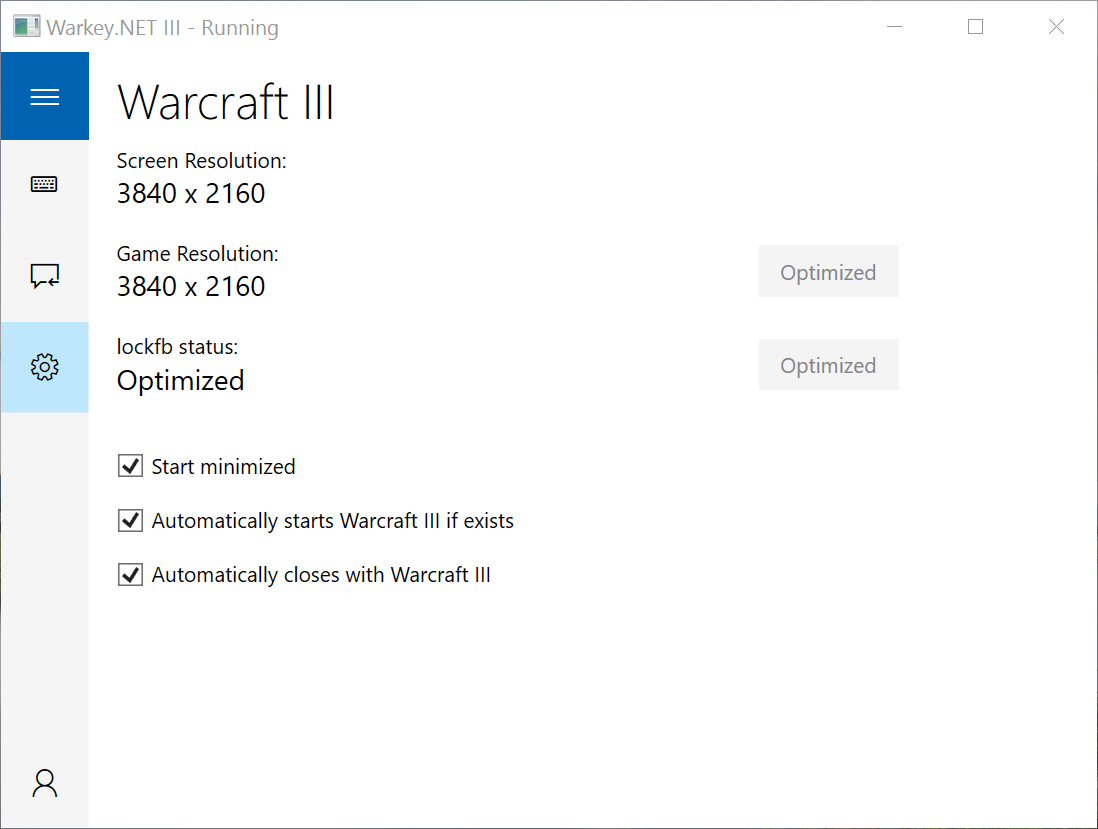 Warkey.NET III - Running
Warcraft III
Screen Resolution:
3840 x 2160
Game Resolution:
3840 x 2160
Optimized
lockfb status:
Optimized
Optimized
Start minimized
Automatically starts Warcraft III if exists
Automatically closes with Warcraft III